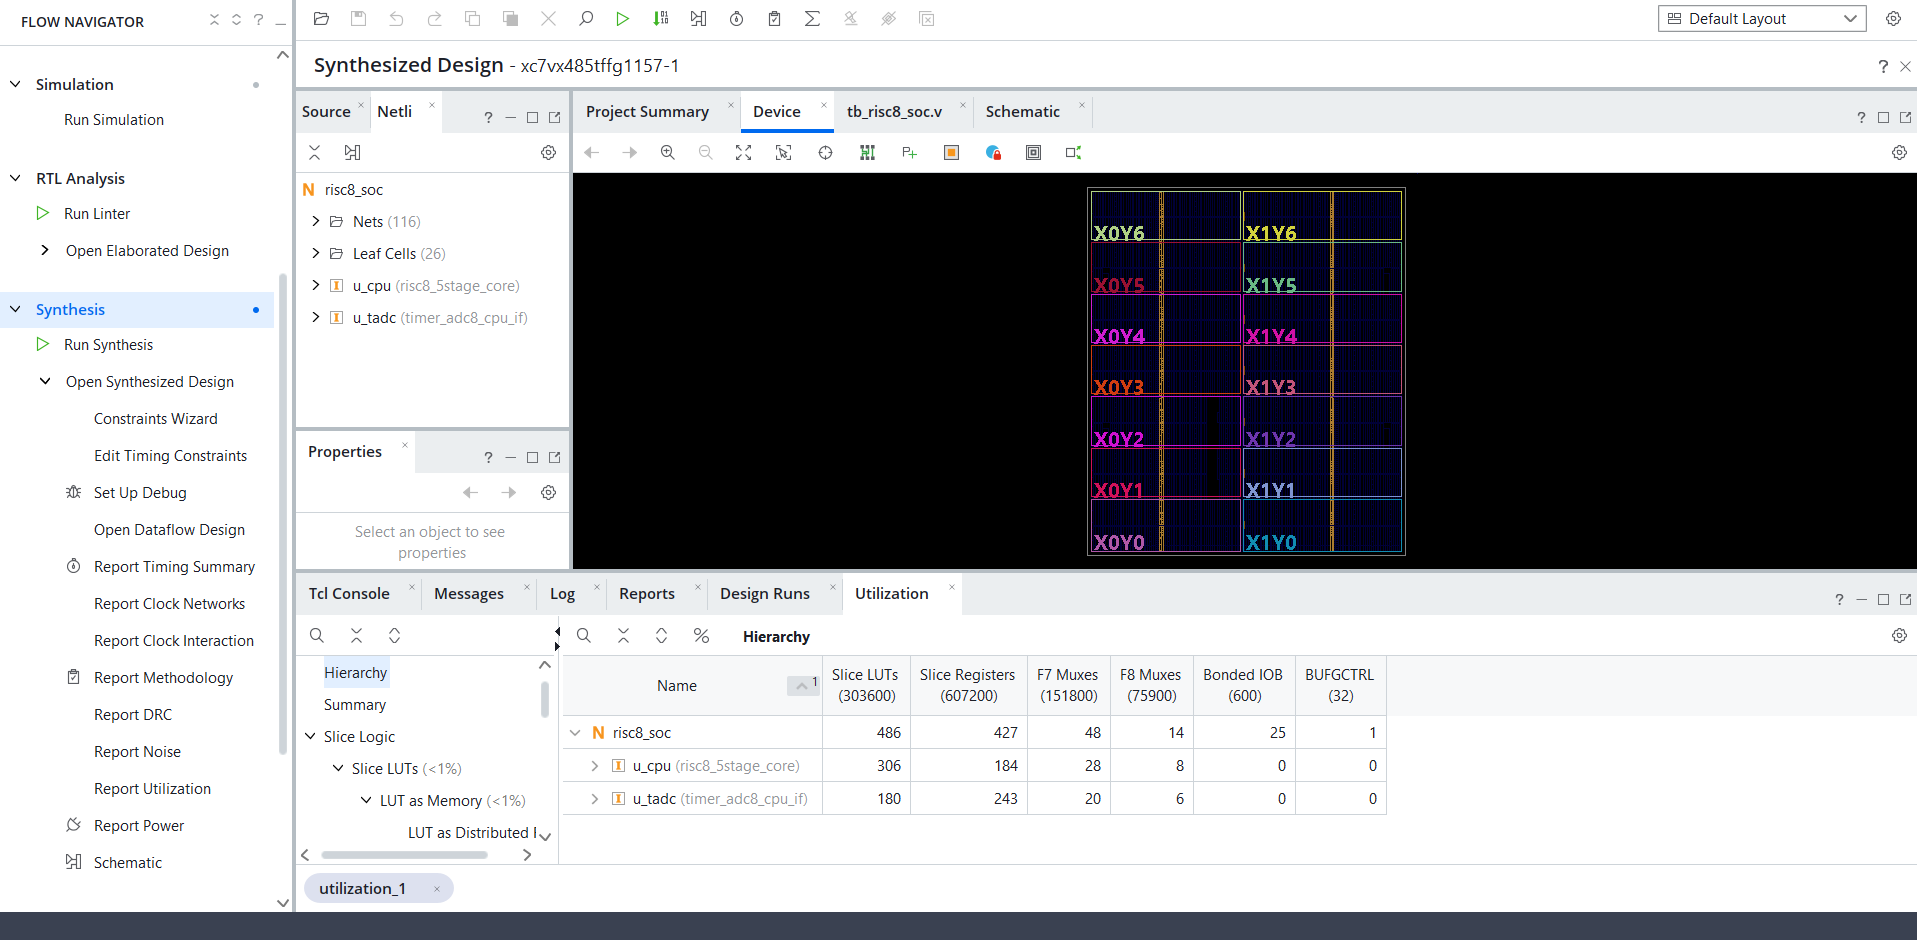 FLOW NAVIGATOR
?
Simulation
Run Simulation
RTL Analysis
Run Linter
Open Elaborated Design
Synthesis
Run Synthesis
Open Synthesized Design
Constraints Wizard
Edit Timing Constraints
Set Up Debug
Open Dataflow Design
Report Timing Summary
Report Clock Networks
Report Clock Interaction
Report Methodology
Report DRC
Report Noise
Report Utilization
Report Power
Schematic
Default Layout
Synthesized Design - xc7vx485tffg1157-1
?
Source
Netli
?
risc8_soc
Nets (116)
Leaf Cells (26)
u_cpu (risc8_5stage_core)
u_tadc (timer_adc8_cpu_if)
Properties
?
Select an object to see
properties
Project Summary
Device
tb_risc8_soc.v
Schematic
?
X0Y6 X1Y6
X0Y5 X1Y5
X0Y4 X1Y4
X0Y3 X1Y3
X0Y2 X1Y2
X0Y1 X1Y1
X0Y0 X1Y0
Tcl Console
Messages
Log
Reports
Design Runs
Utilization
?
Hierarchy
Summary
Slice Logic
Slice LUTs (<1%)
LUT as Memory (<1%)
LUT as Distributed
%
Hierarchy
Name 1 Slice LUTs (303600) Slice Registers (607200) F7 Muxes (151800) F8 Muxes (75900) Bonded IOB (600) BUFGCTRL (32)
risc8_soc 486 427 48 14 25 1
u_cpu (risc8_5stage_core) 306 184 28 8 0 0
u_tadc (timer_adc8_cpu_if) 180 243 20 6 0 0
utilization_1